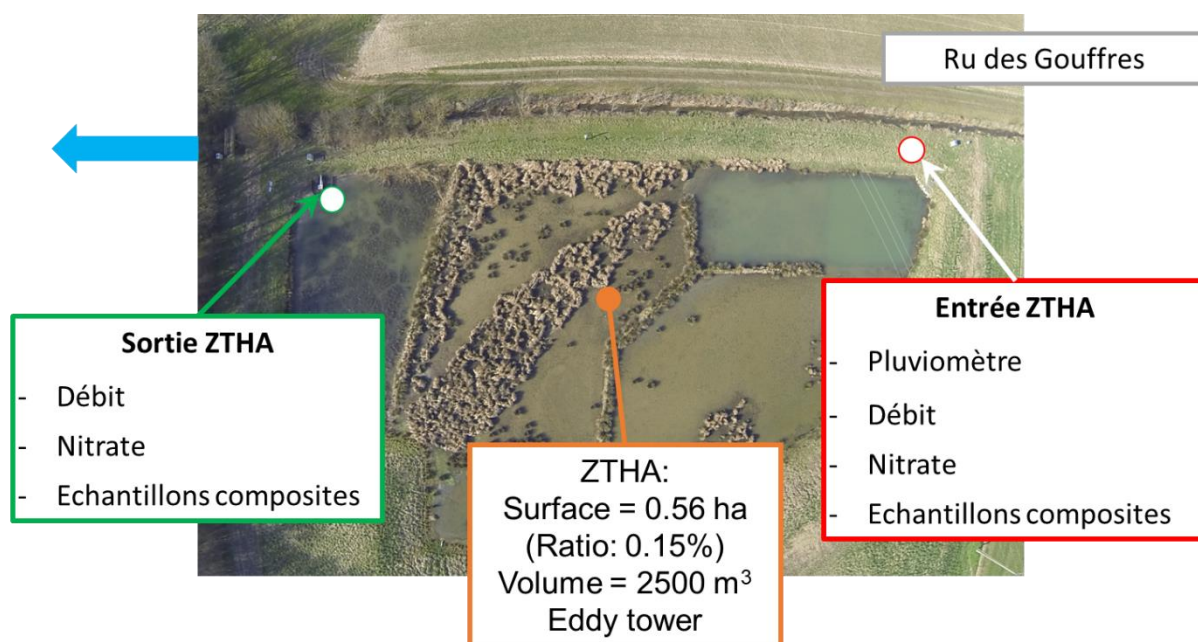 Ru des Gouffres
Sortie ZTHA
- Débit
- Nitrate
- Echantillons composites
ZTHA:
Surface = 0.56 ha
(Ratio: 0.15%)
Volume = 2500 m³
Eddy tower
Entrée ZTHA
- Pluviomètre
- Débit
- Nitrate
- Echantillons composites